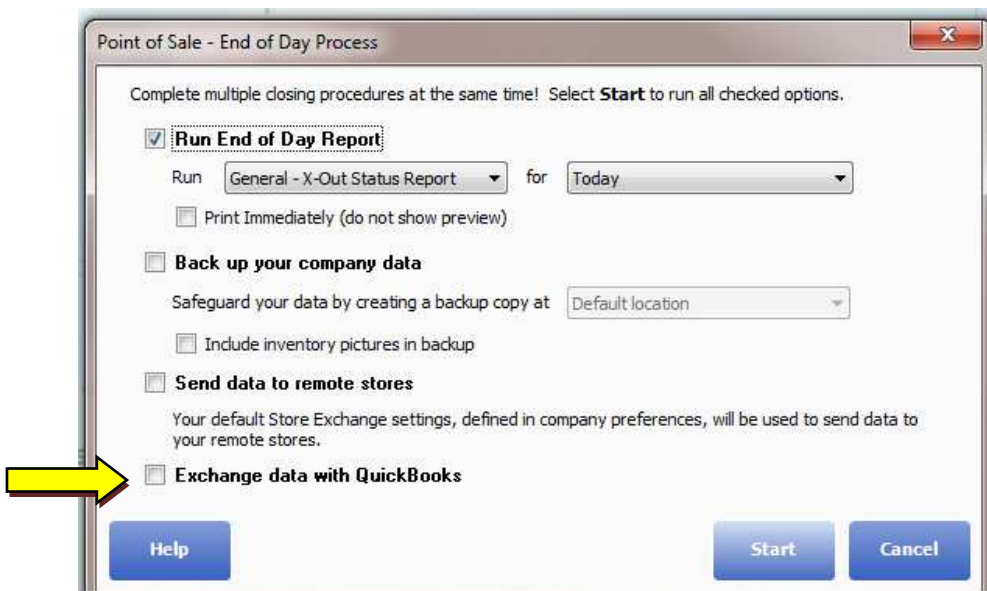 Point of Sale - End of Day Process
Complete multiple closing procedures at the same time! Select Start to run all checked options.
Run End of Day Report
Run General - X-Out Status Report for Today
Print Immediately (do not show preview)
Back up your company data
Safeguard your data by creating a backup copy at Default location
Include inventory pictures in backup
Send data to remote stores
Your default Store Exchange settings, defined in company preferences, will be used to send data to
your remote stores.
Exchange data with QuickBooks
Help Start Cancel